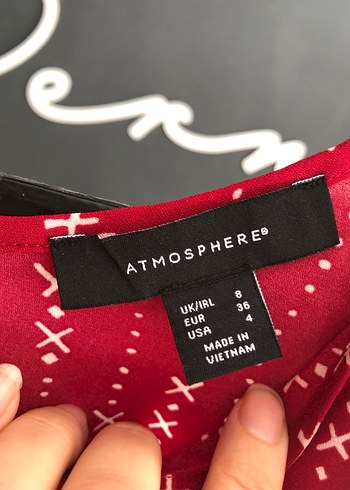 ATMOSPHERE®
UK/IRL 8
EUR 36
USA 4
MADE IN
VIETNAM